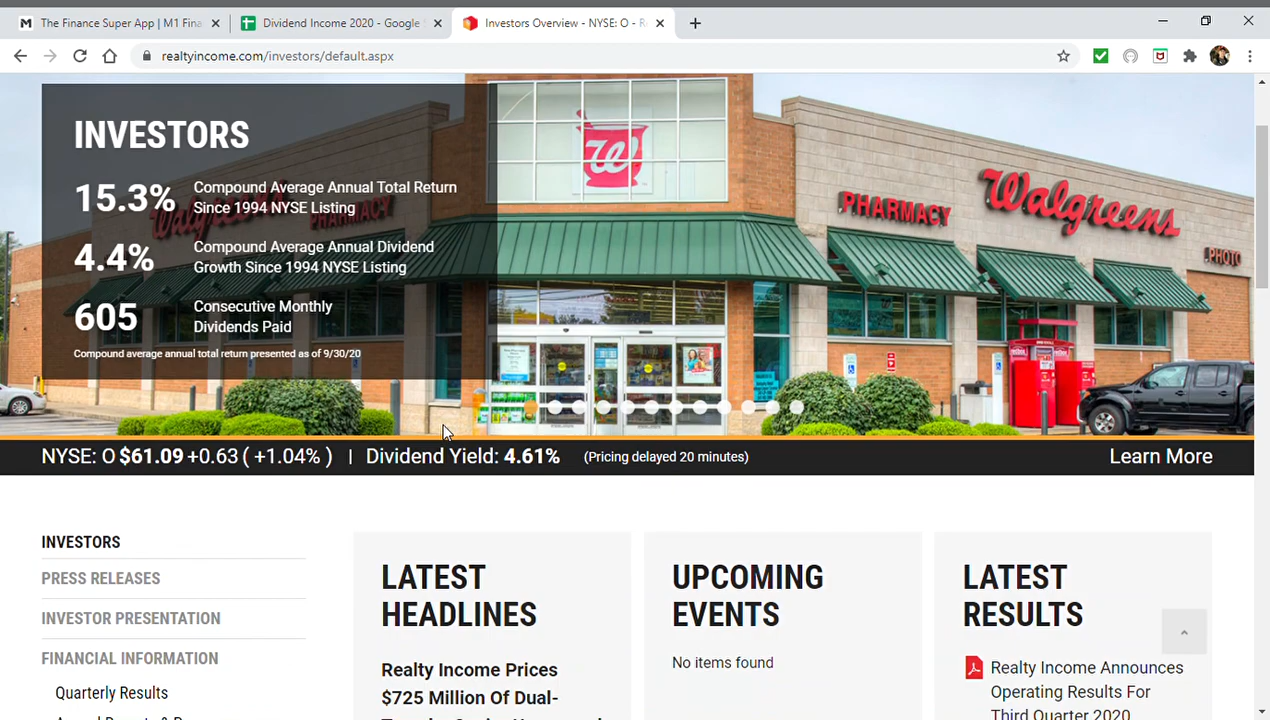 The Finance Super App | M1 Fina
Dividend Income 2020 - Google S
Investors Overview - NYSE: O - R
realtyincome.com/investors/default.aspx
INVESTORS
15.3% Compound Average Annual Total Return
Since 1994 NYSE Listing
4.4% Compound Average Annual Dividend
Growth Since 1994 NYSE Listing
605 Consecutive Monthly
Dividends Paid
Compound average annual total return presented as of 9/30/20
Walgreens
PHARMACY
PHARMACY
Walgreens
PHOTO
NYSE: O $61.09 +0.63 ( +1.04% ) | Dividend Yield: 4.61% (Pricing delayed 20 minutes) Learn More
INVESTORS
PRESS RELEASES
INVESTOR PRESENTATION
FINANCIAL INFORMATION
Quarterly Results
LATEST
HEADLINES
Realty Income Prices
$725 Million Of Dual-
UPCOMING
EVENTS
No items found
LATEST
RESULTS
Realty Income Announces
Operating Results For
Third Quarter 2020